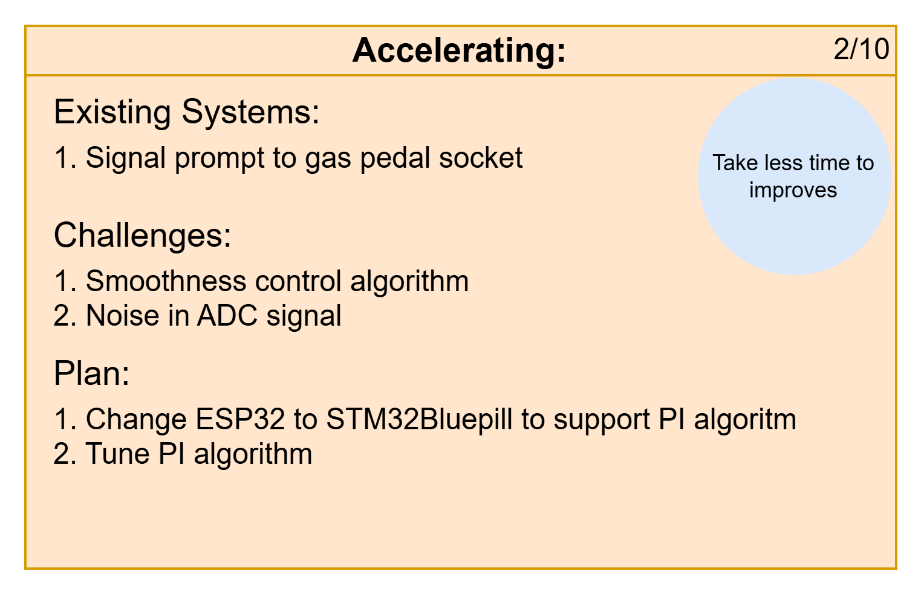 Accelerating:
2/10
Existing Systems:
1. Signal prompt to gas pedal socket
Take less time to
improves
Challenges:
1. Smoothness control algorithm
2. Noise in ADC signal
Plan:
1. Change ESP32 to STM32Bluepill to support PI algoritm
2. Tune PI algorithm